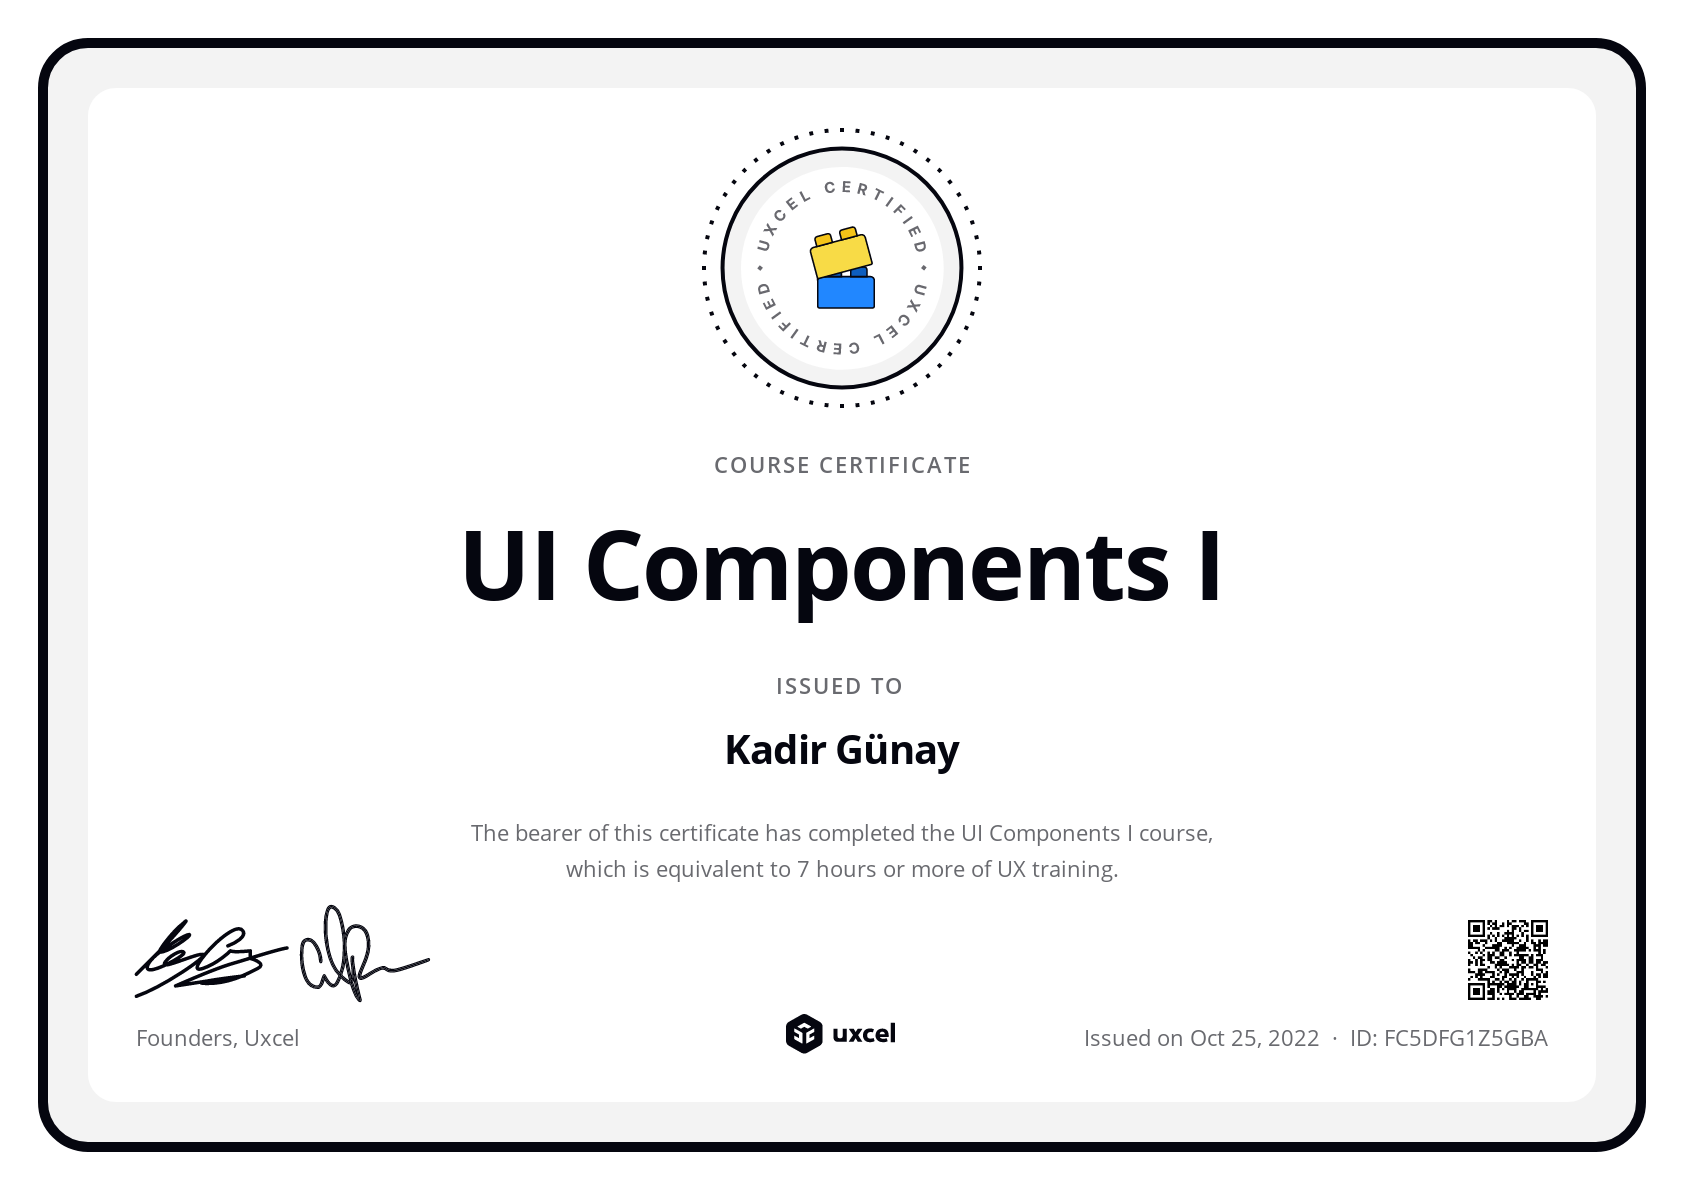 UXCEL CERTIFIED • UXCEL CERTIFIED •
COURSE CERTIFICATE
UI Components I
ISSUED TO
Kadir Günay
The bearer of this certificate has completed the UI Components I course,
which is equivalent to 7 hours or more of UX training.
Founders, Uxcel
uxcel
Issued on Oct 25, 2022 · ID: FC5DFG1Z5GBA